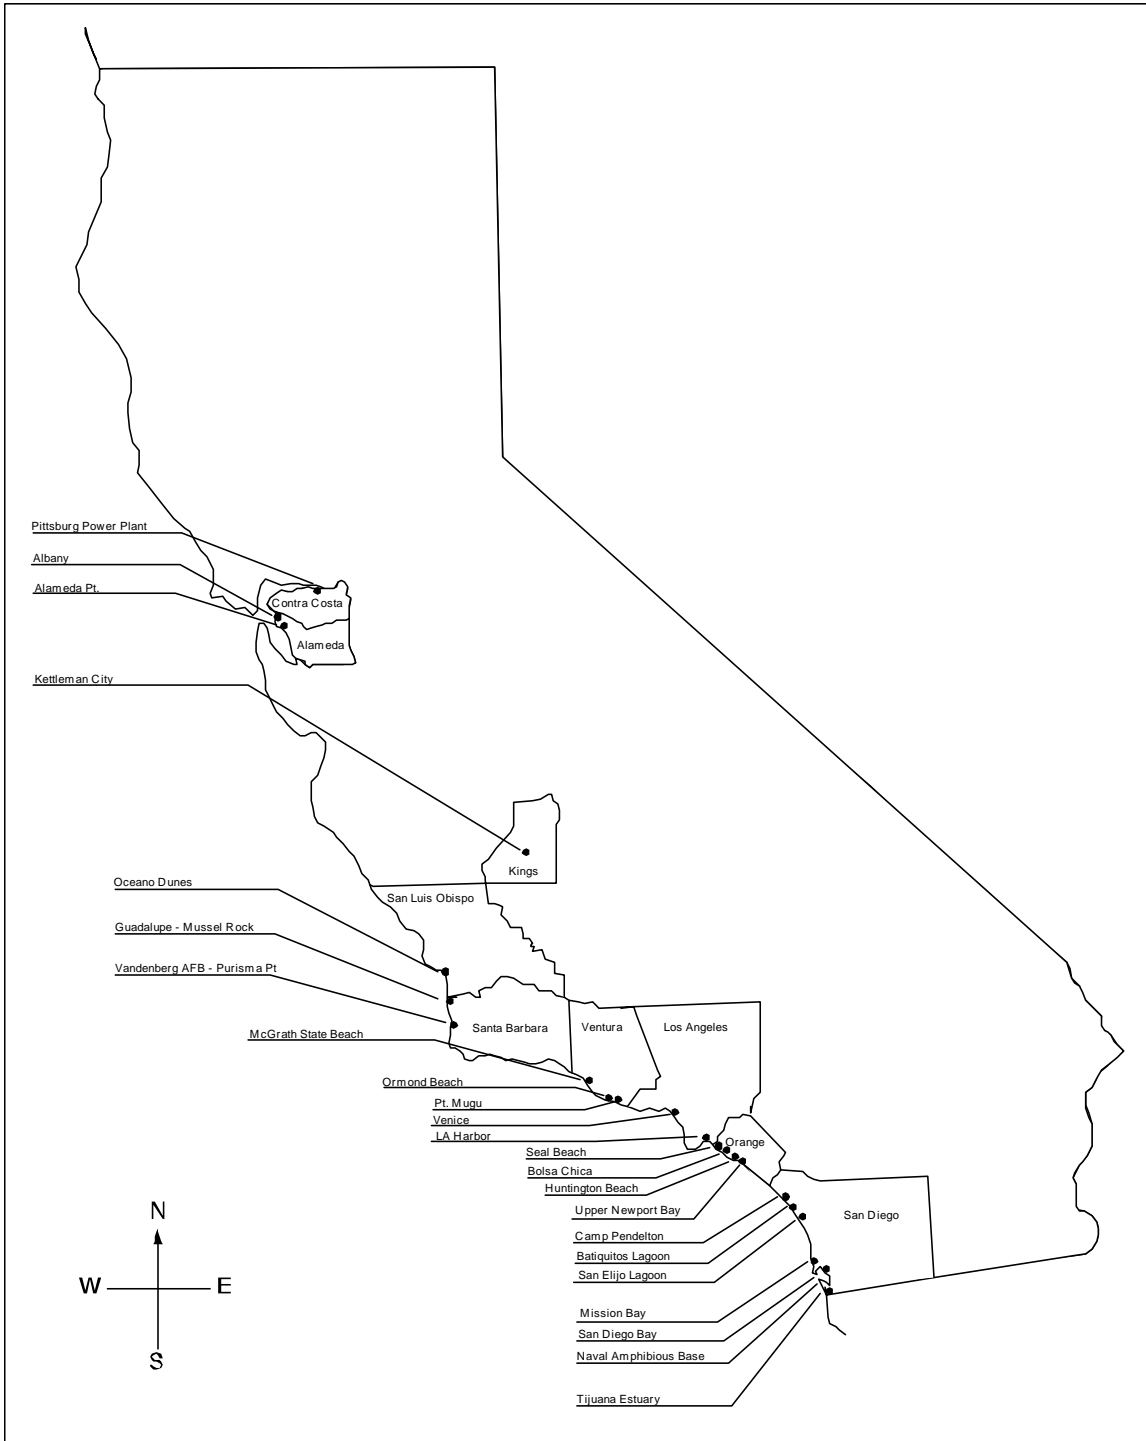 Pittsburg Power Plant
Albany
Contra Costa
Alameda Pt.
Alameda
Kettleman City
Kings
Oceano Dunes
San Luis Obispo
Guadalupe - Mussel Rock
Vandenberg AFB - Purisma Pt
Santa Barbara
Ventura
Los Angeles
McGrath State Beach
Ormond Beach
Pt. Mugu
Venice
LA Harbor
Orange
Seal Beach
Bolsa Chica
Huntington Beach
Upper Newport Bay
San Diego
Camp Pendelton
Batiquitos Lagoon
San Elijo Lagoon
Mission Bay
San Diego Bay
Naval Amphibious Base
Tijuana Estuary
N
W E
S